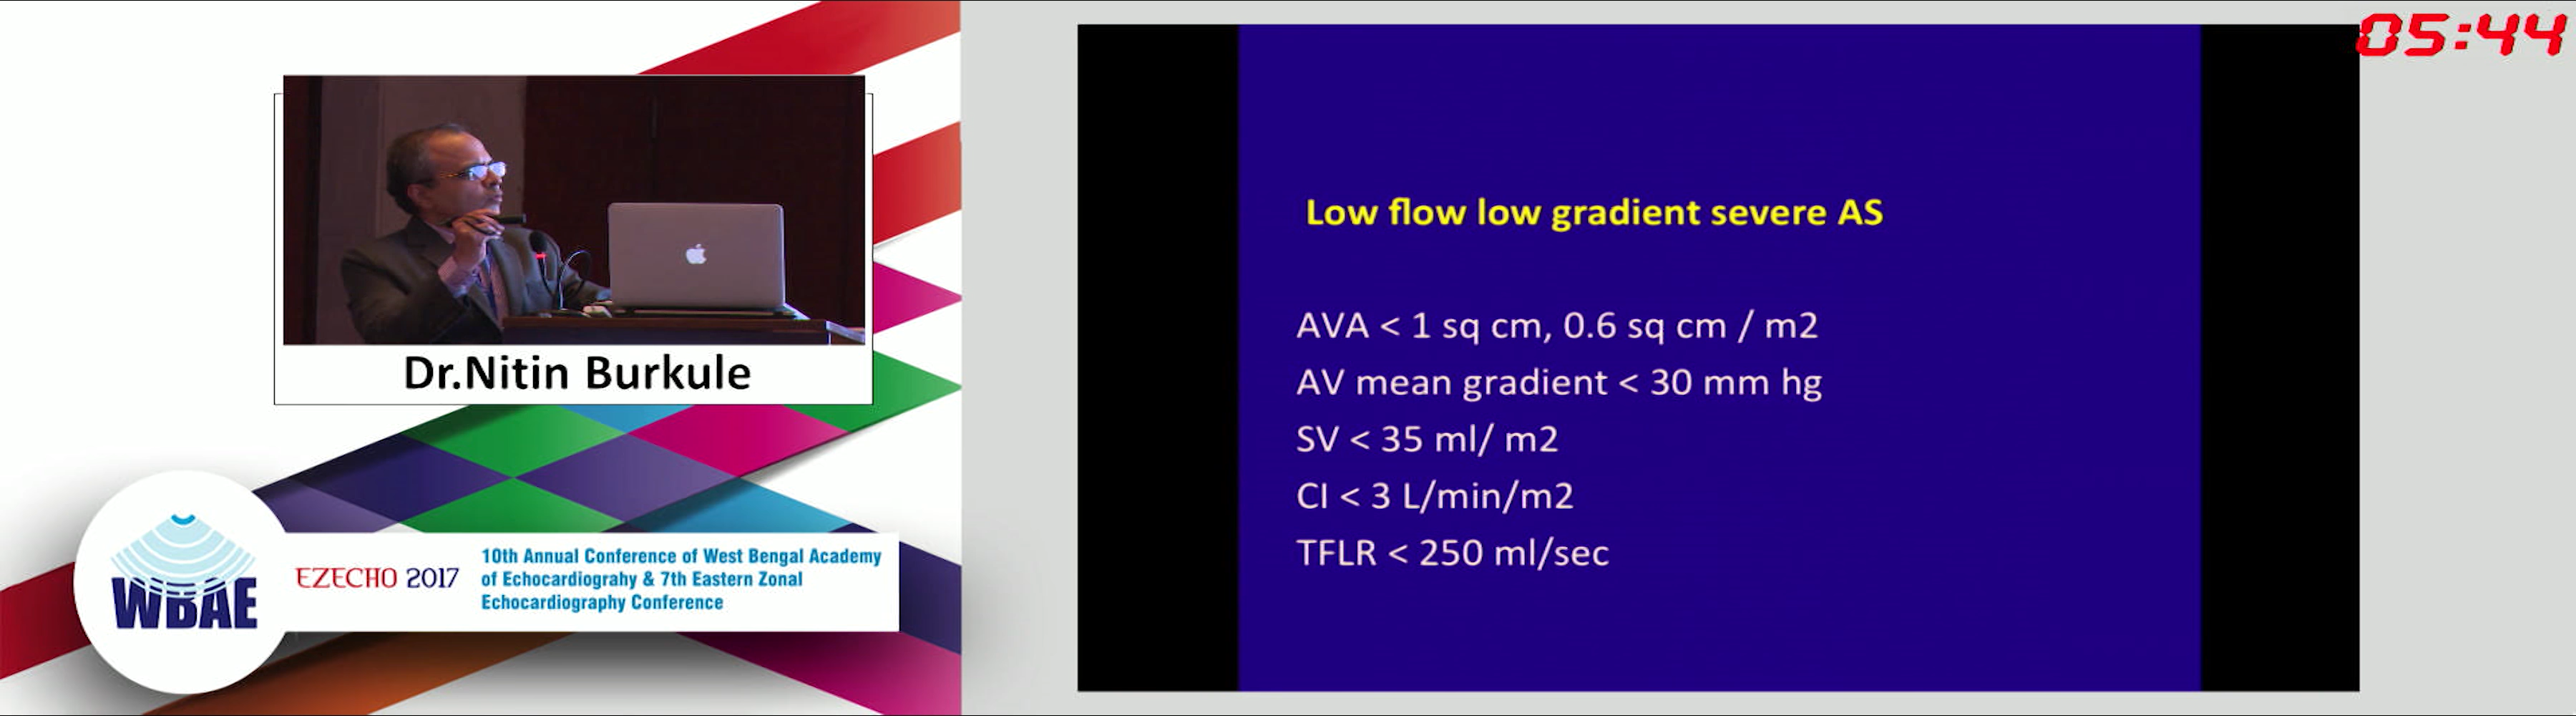 Dr.Nitin Burkule
WBAE
EZECHO 2017
10th Annual Conference of West Bengal Academy
of Echocardiograhy & 7th Eastern Zonal
Echocardiography Conference
Low flow low gradient severe AS
AVA < 1 sq cm, 0.6 sq cm / m2
AV mean gradient < 30 mm hg
SV < 35 ml/ m2
CI < 3 L/min/m2
TFLR < 250 ml/sec
05:44